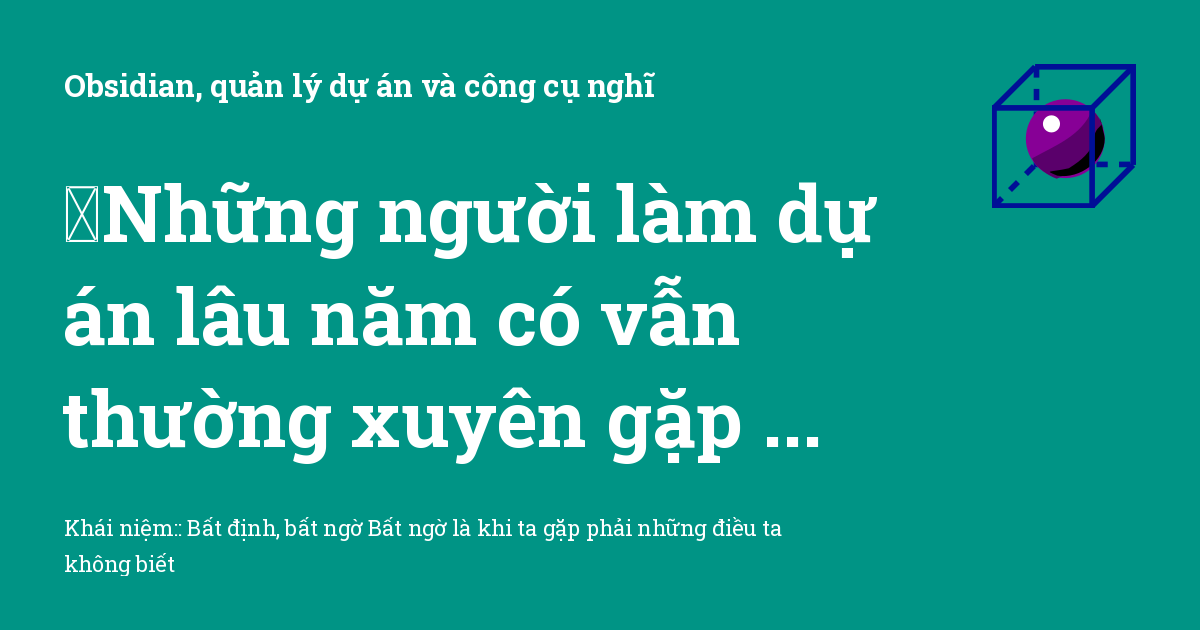 Obsidian, quản lý dự án và công cụ nghĩ
Những người làm dự
án lâu năm có vẫn
thường xuyên gặp ...
Khái niệm:: Bất định, bất ngờ Bất ngờ là khi ta gặp phải những điều ta
không biết